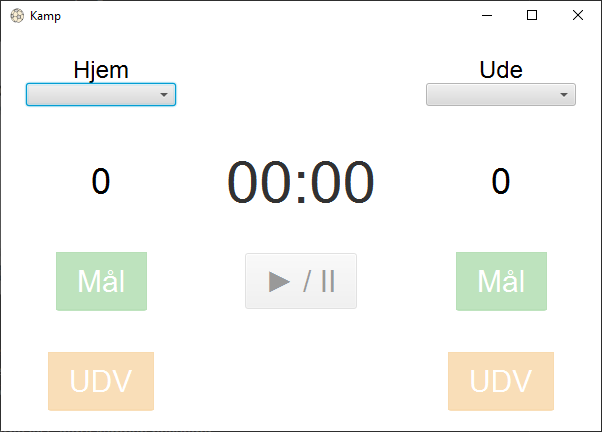 Kamp
Hjem Ude
0 00:00 0
Mål ► / II Mål
UDV UDV